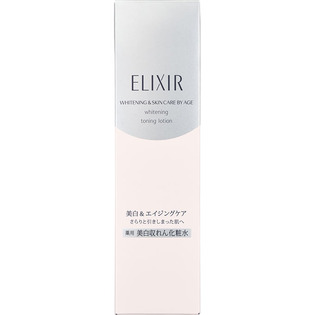 ELIXIR
WHITENING & SKIN CARE BY AGE
whitening
toning lotion
美白&エイジングケア
さらりと引きしまった肌へ
薬用 美白収れん化粧水